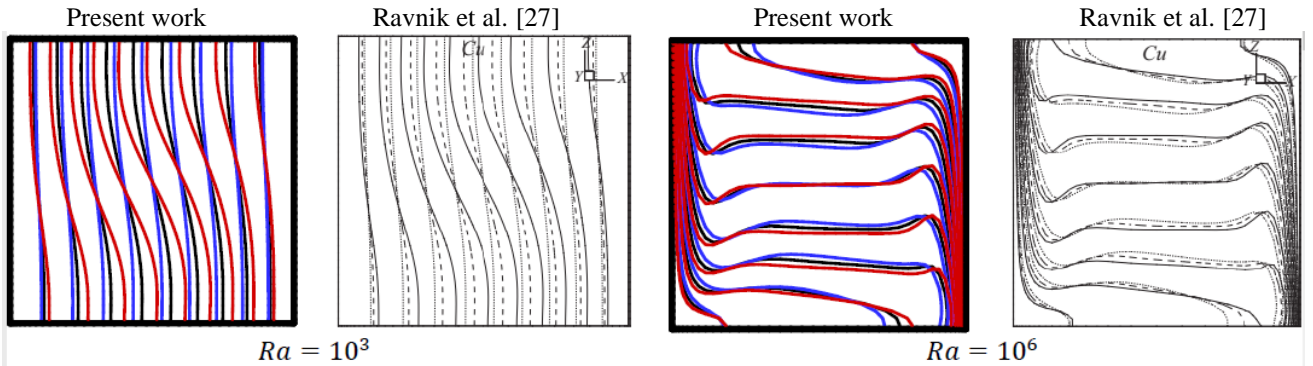 Present work
Ravnik et al. [27]
Present work
Ravnik et al. [27]
Cu
Z
Y
X
Cu
Z
Y
X
Ra = 10³
Ra = 10⁶